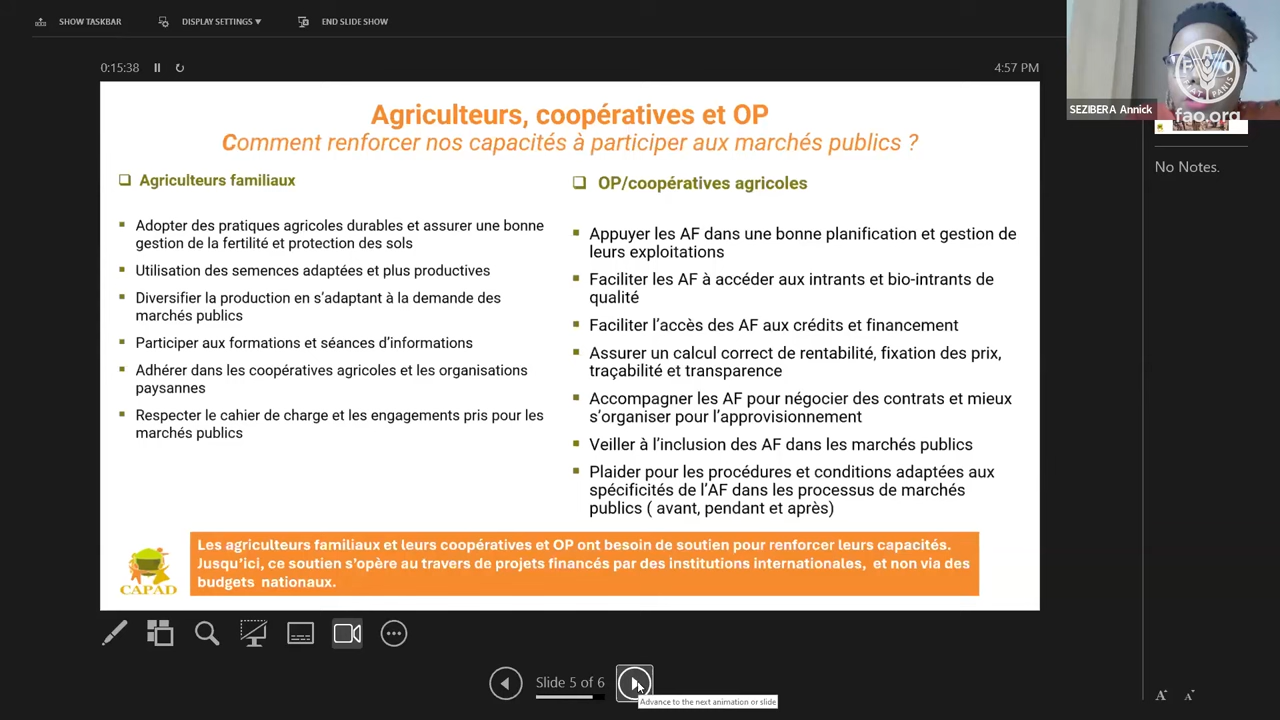 SHOW TASKBAR
DISPLAY SETTINGS
END SLIDE SHOW
0:15:38
4:57 PM
SEZIBERA Annick
FAO
FIAT PANIS
fao.org
No Notes.
Agriculteurs, coopératives et OP
Comment renforcer nos capacités à participer aux marchés publics ?
Agriculteurs familiaux
Adopter des pratiques agricoles durables et assurer une bonne
gestion de la fertilité et protection des sols
Utilisation des semences adaptées et plus productives
Diversifier la production en s’adaptant à la demande des
marchés publics
Participer aux formations et séances d’informations
Adhérer dans les coopératives agricoles et les organisations
paysannes
Respecter le cahier de charge et les engagements pris pour les
marchés publics
OP/coopératives agricoles
Appuyer les AF dans une bonne planification et gestion de
leurs exploitations
Faciliter les AF à accéder aux intrants et bio-intrants de
qualité
Faciliter l’accès des AF aux crédits et financement
Assurer un calcul correct de rentabilité, fixation des prix,
traçabilité et transparence
Accompagner les AF pour négocier des contrats et mieux
s’organiser pour l’approvisionnement
Veiller à l’inclusion des AF dans les marchés publics
Plaider pour les procédures et conditions adaptées aux
spécificités de l’AF dans les processus de marchés
publics ( avant, pendant et après)
CAPAD
Les agriculteurs familiaux et leurs coopératives et OP ont besoin de soutien pour renforcer leurs capacités.
Jusqu’ici, ce soutien s’opère au travers de projets financés par des institutions internationales, et non via des
budgets nationaux.
Slide 5 of 6
Advance to the next animation or slide
A
A